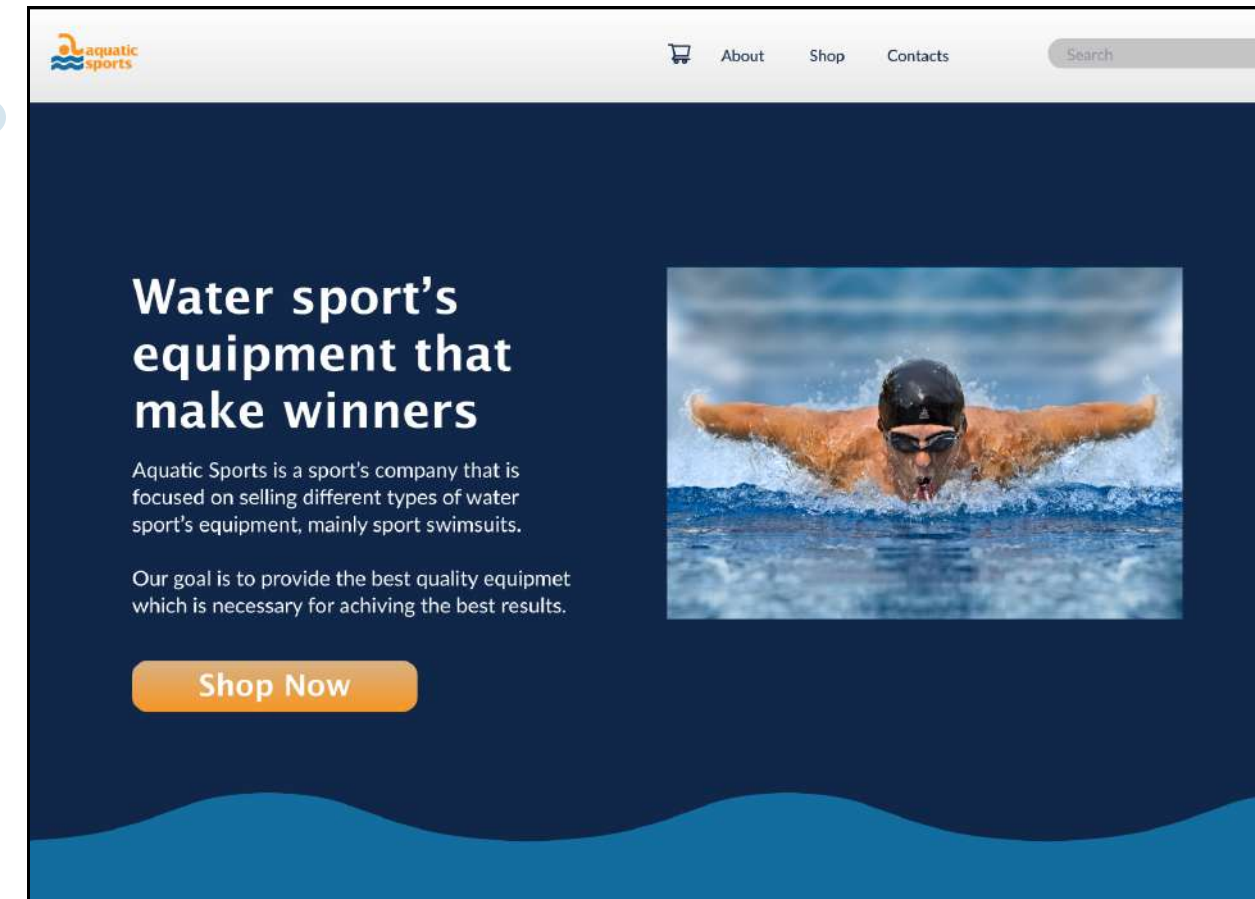 aquatic
sports
About
Shop
Contacts
Search
Water sport’s
equipment that
make winners
Aquatic Sports is a sport’s company that is
focused on selling different types of water
sport’s equipment, mainly sport swimsuits.
Our goal is to provide the best quality equipmet
which is necessary for achiving the best results.
Shop Now